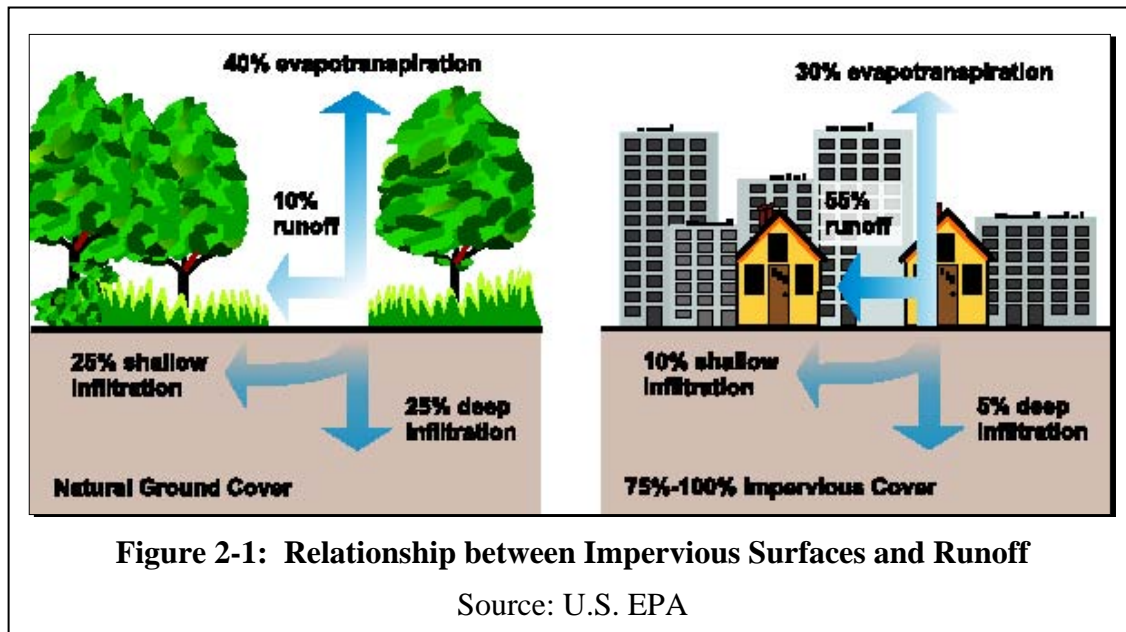 40% evapotranspiration
10%
runoff
25% shallow
infiltration
25% deep
infiltration
Natural Ground Cover
30% evapotranspiration
55%
runoff
10% shallow
infiltration
5% deep
infiltration
75%-100% Impervious Cover
Figure 2-1: Relationship between Impervious Surfaces and Runoff
Source: U.S. EPA